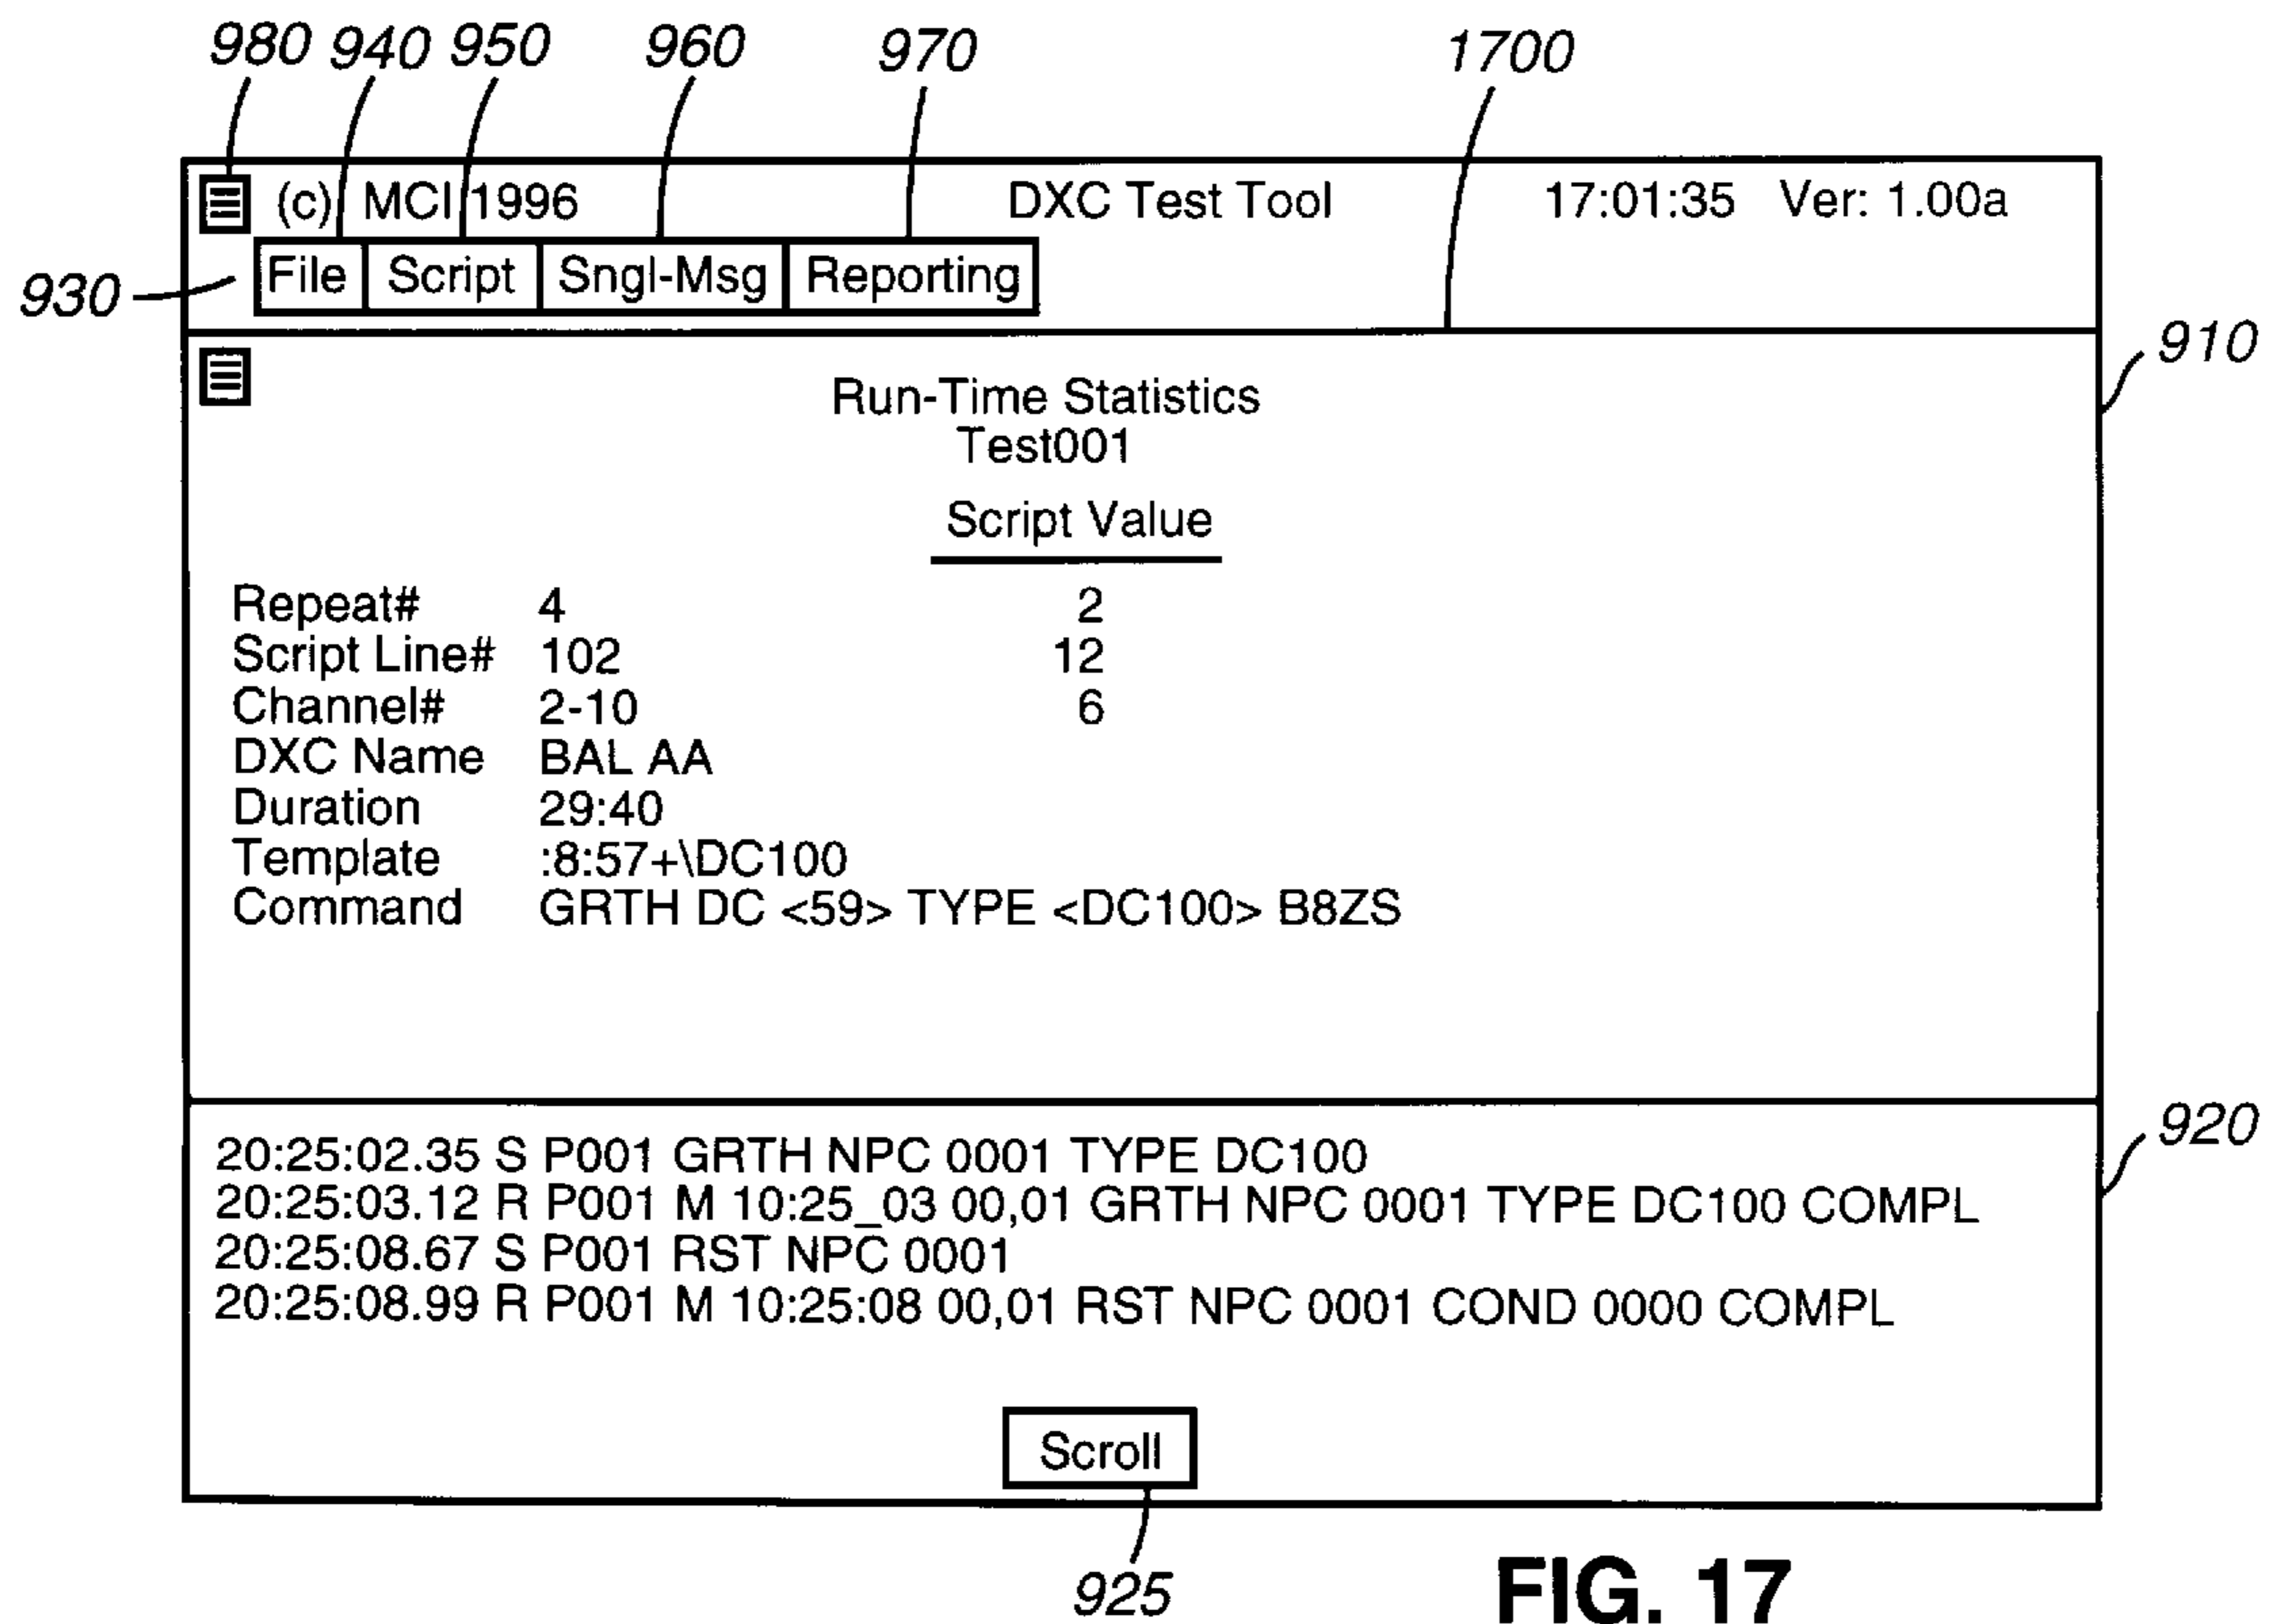 980 940 950 960 970 1700
(c) MCI 1996 DXC Test Tool 17:01:35 Ver: 1.00a
930 File Script Sngl-Msg Reporting
910
Run-Time Statistics
Test001
Script Value
Repeat# 4 2
Script Line# 102 12
Channel# 2-10 6
DXC Name BAL AA
Duration 29:40
Template :8:57+\DC100
Command GRTH DC <59> TYPE <DC100> B8ZS
920
20:25:02.35 S P001 GRTH NPC 0001 TYPE DC100
20:25:03.12 R P001 M 10:25_03 00,01 GRTH NPC 0001 TYPE DC100 COMPL
20:25:08.67 S P001 RST NPC 0001
20:25:08.99 R P001 M 10:25:08 00,01 RST NPC 0001 COND 0000 COMPL
Scroll
925
FIG. 17